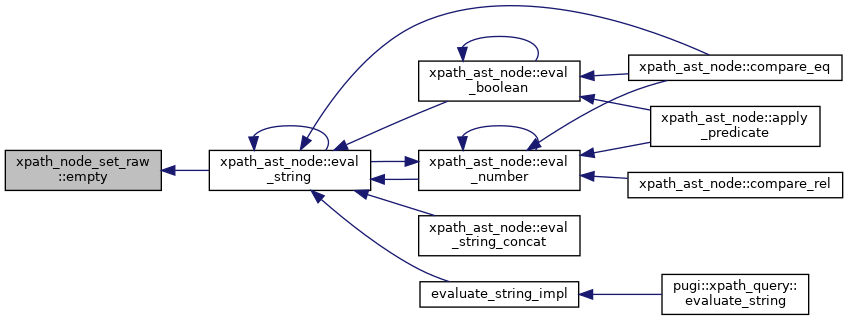 xpath_node_set_raw
::empty
xpath_ast_node::eval
_string
xpath_ast_node::eval
_boolean
xpath_ast_node::eval
_number
xpath_ast_node::eval
_string_concat
evaluate_string_impl
xpath_ast_node::compare_eq
xpath_ast_node::apply
_predicate
xpath_ast_node::compare_rel
pugi::xpath_query::
evaluate_string